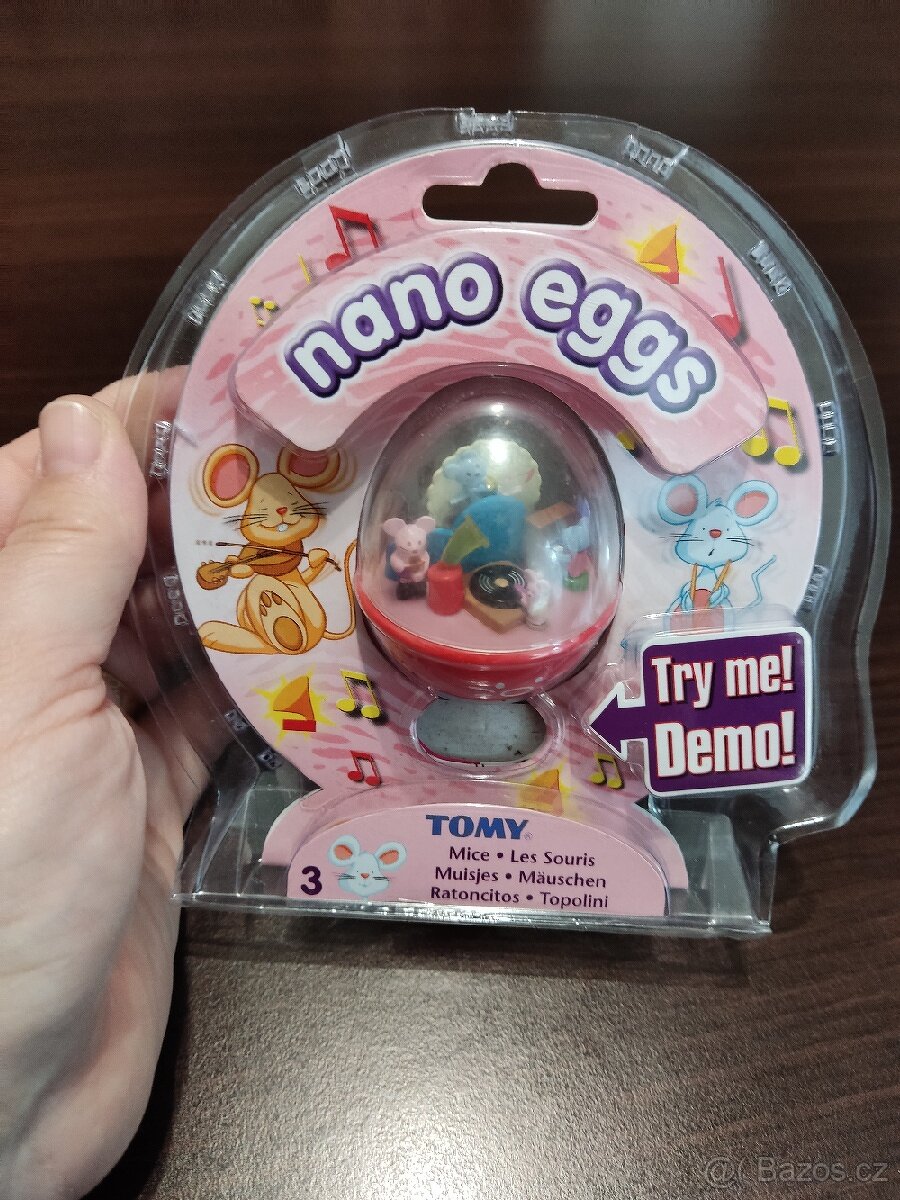 nano eggs
Try me!
Demo!
TOMY®
Mice • Les Souris
Muisjes • Mäuschen
Ratoncitos • Topolini
3
@( Bazos.cz